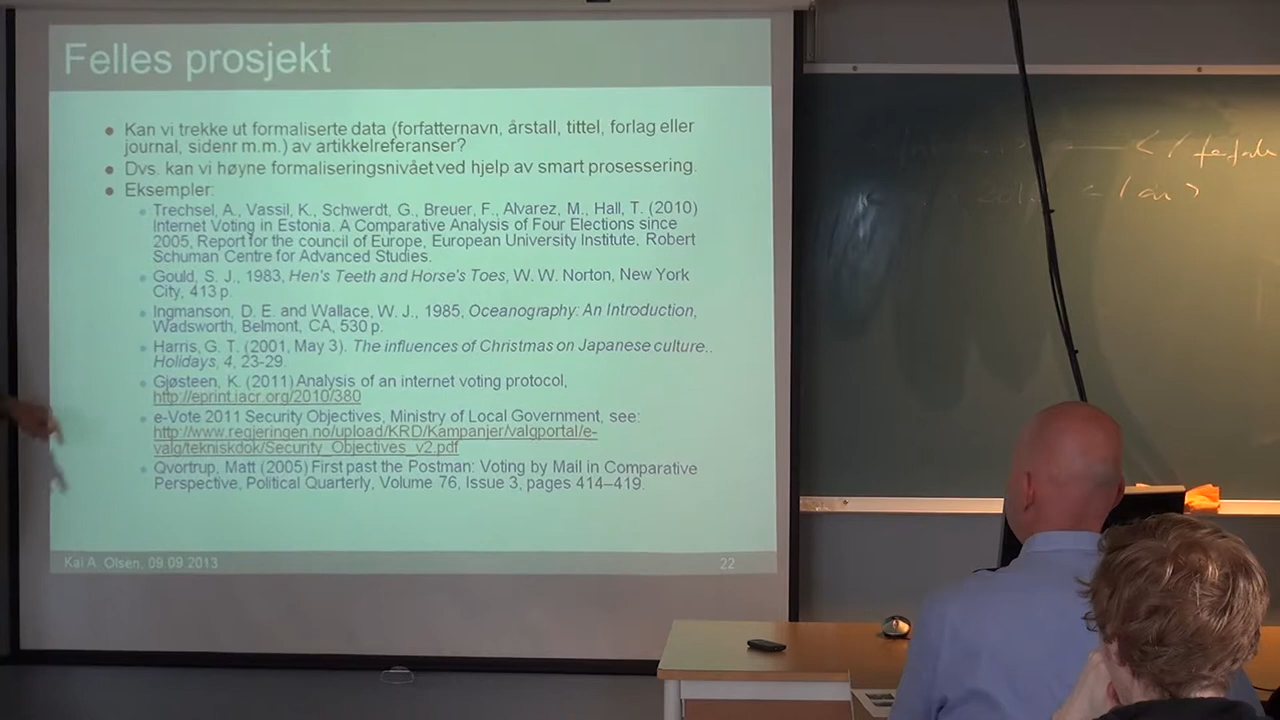 Felles prosjekt
Kan vi trekke ut formaliserte data (forfatternavn, årstall, tittel, forlag eller
journal, sidenr m.m.) av artikkelreferanser?
Dvs. kan vi høyne formaliseringsnivået ved hjelp av smart prosessering.
Eksempler:
Trechsel, A., Vassil, K., Schwerdt, G., Breuer, F., Alvarez, M., Hall, T. (2010)
Internet Voting in Estonia. A Comparative Analysis of Four Elections since
2005, Report for the council of Europe, European University Institute, Robert
Schuman Centre for Advanced Studies.
Gould, S. J., 1983, Hen's Teeth and Horse's Toes, W. W. Norton, New York
City, 413 p.
Ingmanson, D. E. and Wallace, W. J., 1985, Oceanography: An Introduction,
Wadsworth, Belmont, CA, 530 p.
Harris, G. T. (2001, May 3). The influences of Christmas on Japanese culture..
Holidays, 4, 23-29.
Gjøsteen, K. (2011) Analysis of an internet voting protocol,
http://eprint.iacr.org/2010/380
e-Vote 2011 Security Objectives, Ministry of Local Government, see:
http://www.regjeringen.no/upload/KRD/Kampanjer/valgportal/e-
valg/tekniskdok/Security_Objectives_v2.pdf
Qvortrup, Matt (2005) First past the Postman: Voting by Mail in Comparative
Perspective, Political Quarterly, Volume 76, Issue 3, pages 414–419.
Kai A. Olsen, 09.09.2013
22